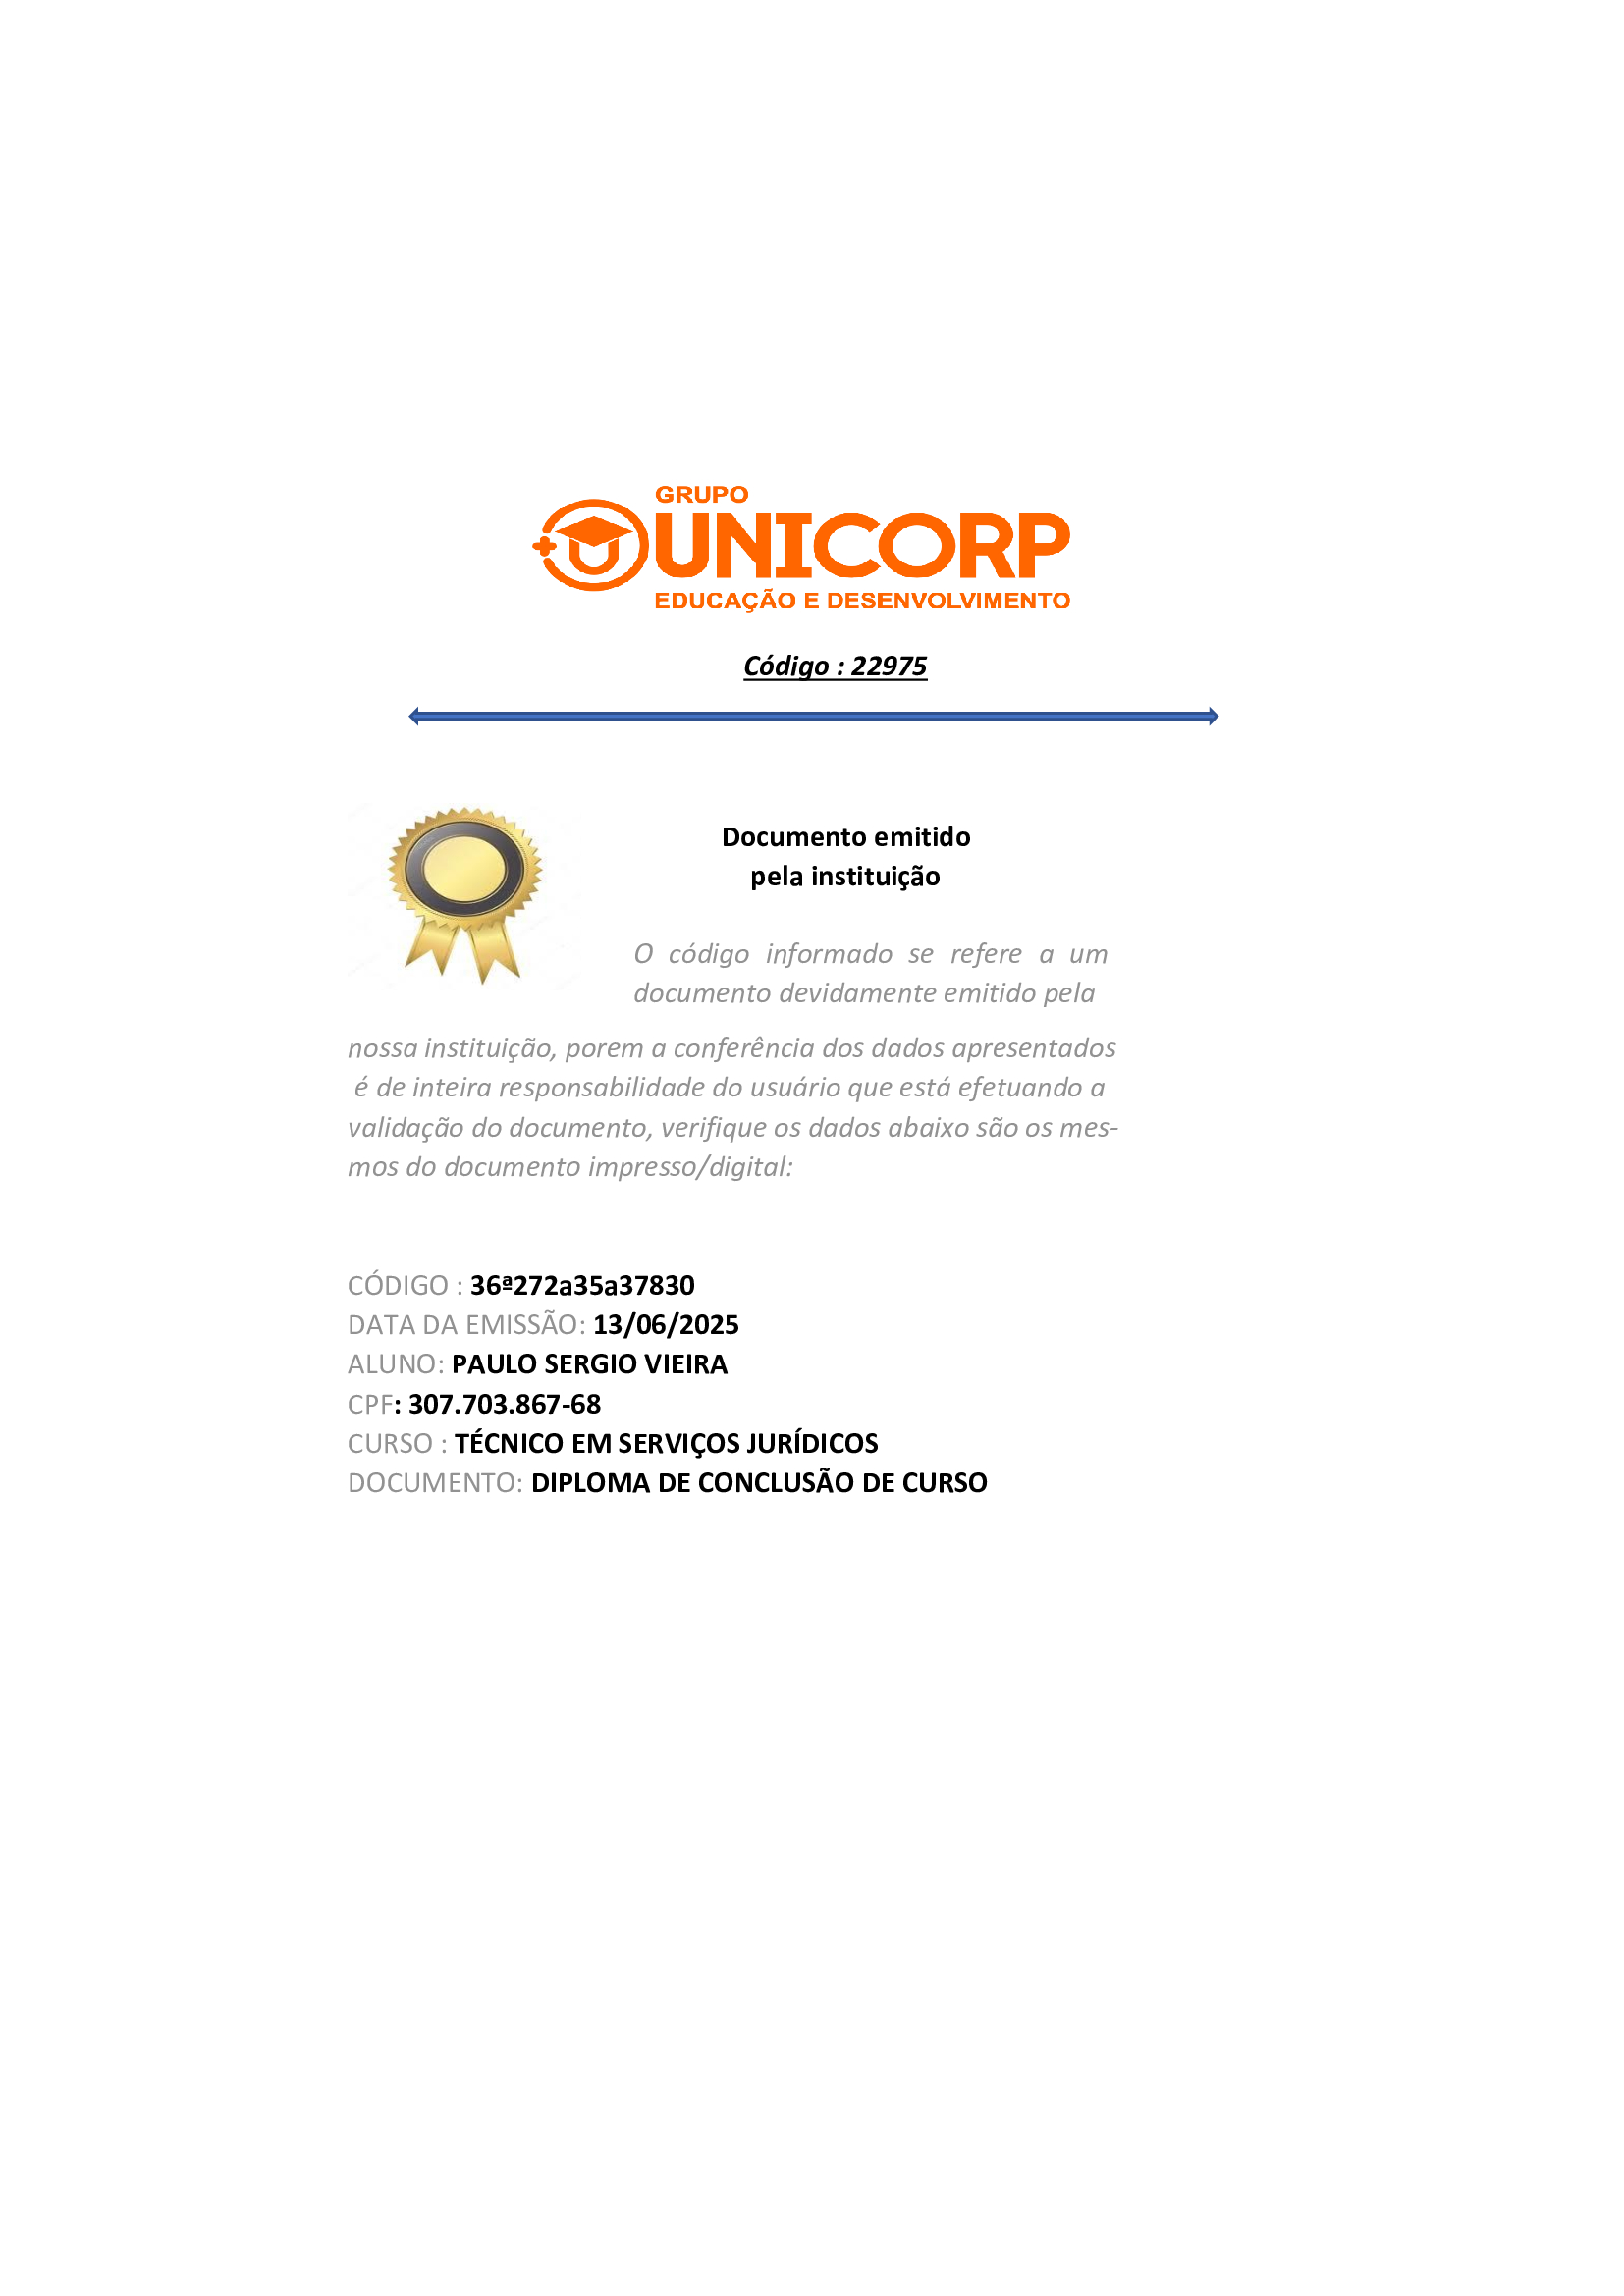 GRUPO
UNICORP
EDUCAÇÃO E DESENVOLVIMENTO
Código : 22975
Documento emitido
pela instituição
O código informado se refere a um
documento devidamente emitido pela
nossa instituição, porem a conferência dos dados apresentados
é de inteira responsabilidade do usuário que está efetuando a
validação do documento, verifique os dados abaixo são os mes-
mos do documento impresso/digital:
CÓDIGO : 36ª272a35a37830
DATA DA EMISSÃO: 13/06/2025
ALUNO: PAULO SERGIO VIEIRA
CPF: 307.703.867-68
CURSO : TÉCNICO EM SERVIÇOS JURÍDICOS
DOCUMENTO: DIPLOMA DE CONCLUSÃO DE CURSO